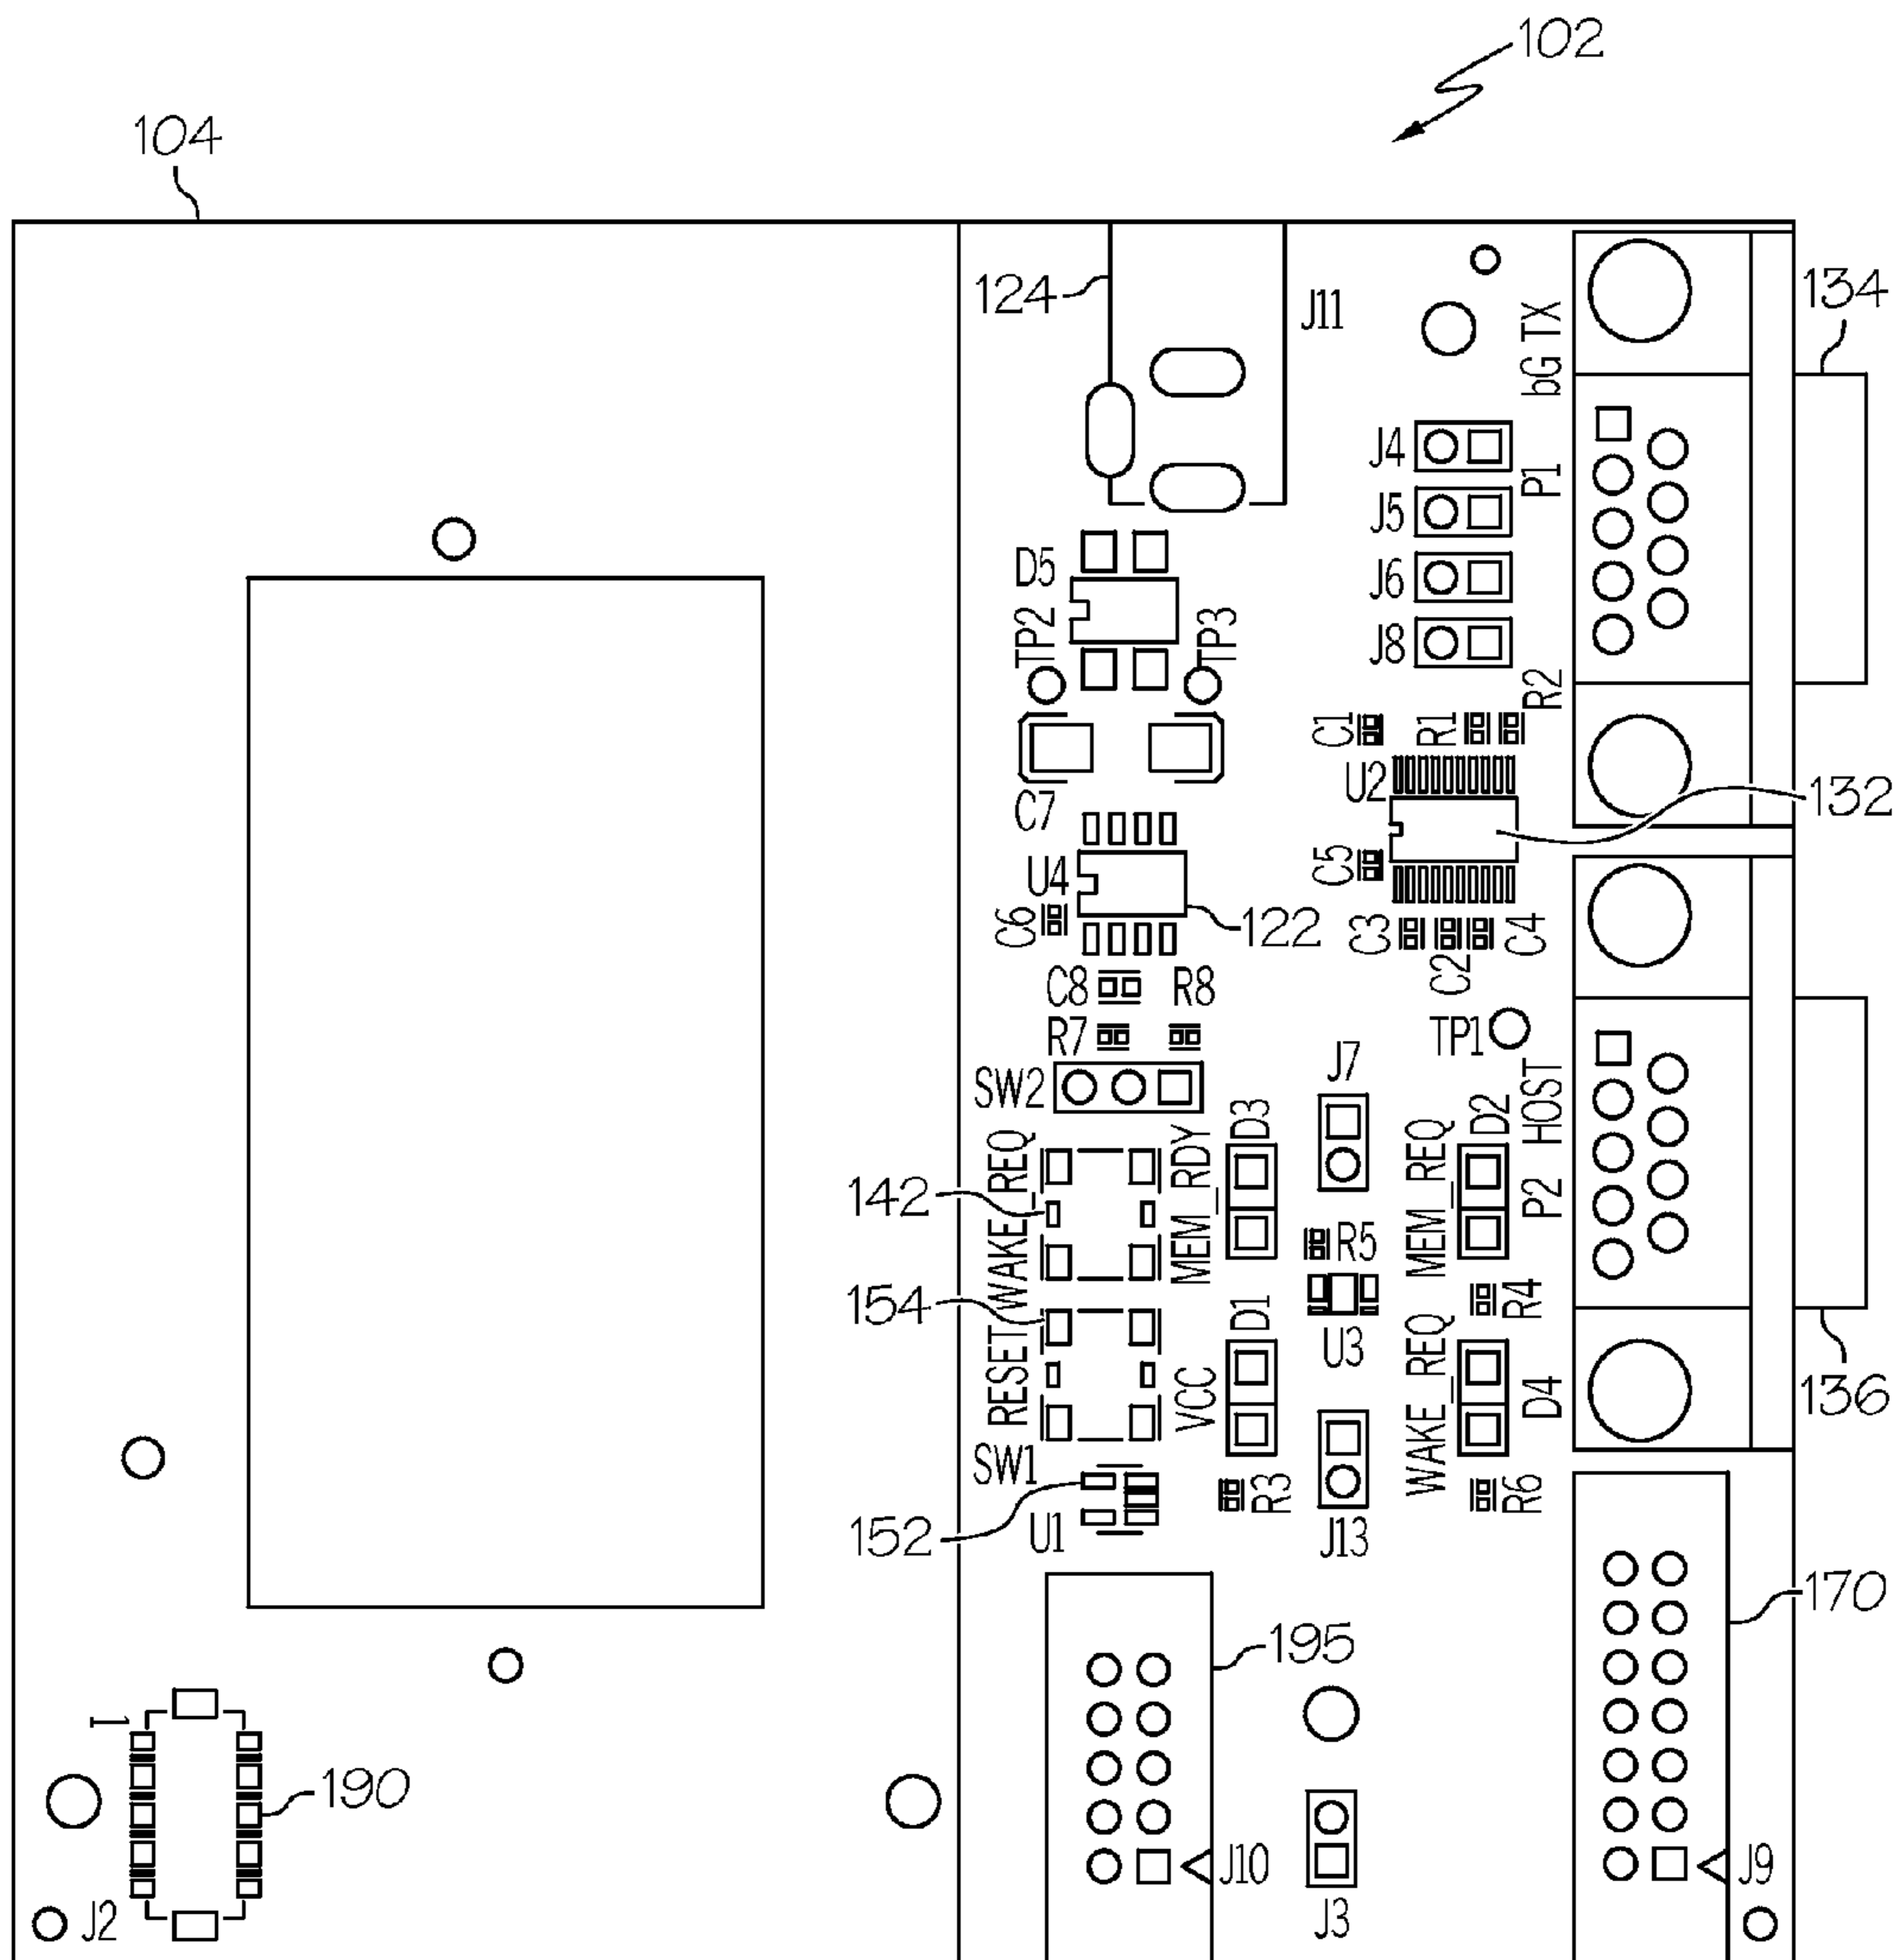 102
104
124
J11
bG TX
134
J4
P1
J5
D5
J6
TP2
TP3
J8
R2
C1
R1
U2
132
C7
C5
U4
C6
122
C3
C4
C2
C8
R8
R7
TP1
J7
SW2
HOST
D3
D2
WAKE_REQ
MEM_RDY
MEM_REQ
P2
142
R5
154
D1
R4
RESET
U3
WAKE_REQ
VCC
D4
136
SW1
R3
R6
152
U1
J13
170
195
1
190
J10
J9
J2
J3